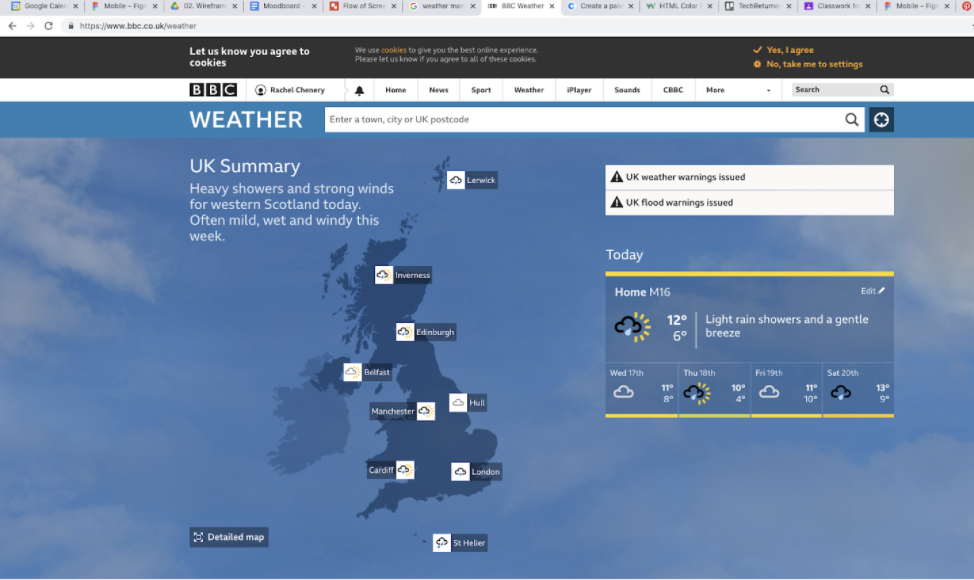 Google Calen
Mobile – Figm
02. Wirefram
Moodboard -
Flow of Scree
weather man
BBC Weather
Create a pale
HTML Color
TechReturne
Classwork fo
Mobile – Figm
https://www.bbc.co.uk/weather
Let us know you agree to
cookies
We use cookies to give you the best online experience.
Please let us know if you agree to all of these cookies.
Yes, I agree
No, take me to settings
BBC
Rachel Chenery
Home
News
Sport
Weather
iPlayer
Sounds
CBBC
More
Search
WEATHER
Enter a town, city or UK postcode
UK Summary
Heavy showers and strong winds
for western Scotland today.
Often mild, wet and windy this
week.
Lerwick
Inverness
Edinburgh
Belfast
Hull
Manchester
Cardiff
London
St Helier
Detailed map
UK weather warnings issued
UK flood warnings issued
Today
Home M16
Edit
12°
6°
Light rain showers and a gentle
breeze
Wed 17th
11°
8°
Thu 18th
10°
4°
Fri 19th
11°
10°
Sat 20th
13°
9°